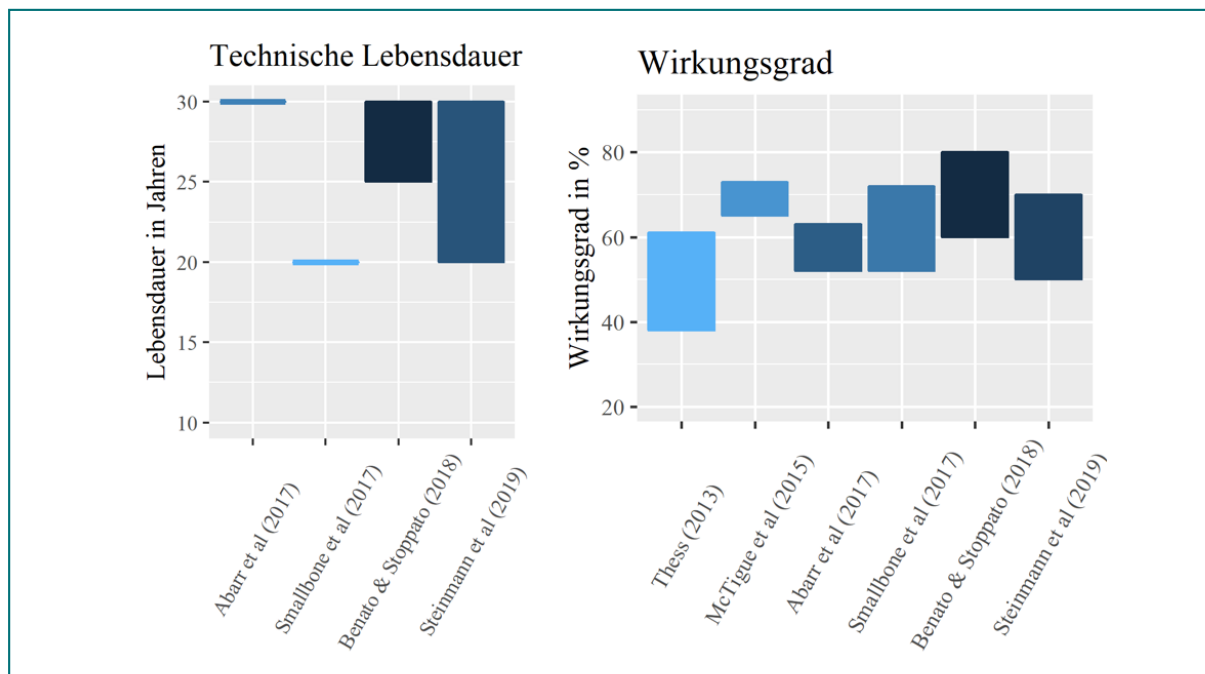 Technische Lebensdauer
Lebensdauer in Jahren
30
25
20
15
10
Abarr et al (2017)
Smallbone et al (2017)
Benato & Stoppato (2018)
Steinmann et al (2019)
Wirkungsgrad
Wirkungsgrad in %
80
60
40
20
Thess (2013)
McTigue et al (2015)
Abarr et al (2017)
Smallbone et al (2017)
Benato & Stoppato (2018)
Steinmann et al (2019)